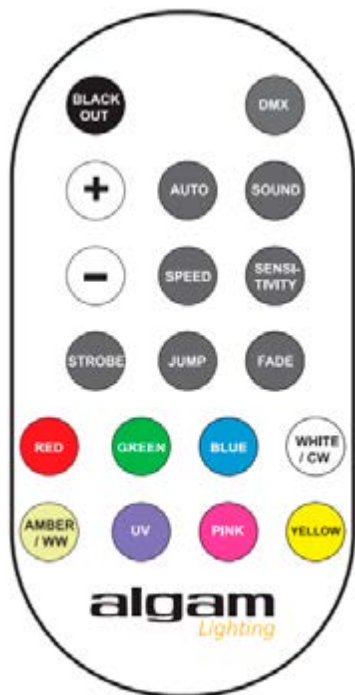 BLACK
OUT
DMX
+
AUTO
SOUND
-
SPEED
SENSI-
TIVITY
STROBE
JUMP
FADE
RED
GREEN
BLUE
WHITE
/ CW
AMBER
/ WW
UV
PINK
YELLOW
algam
Lighting